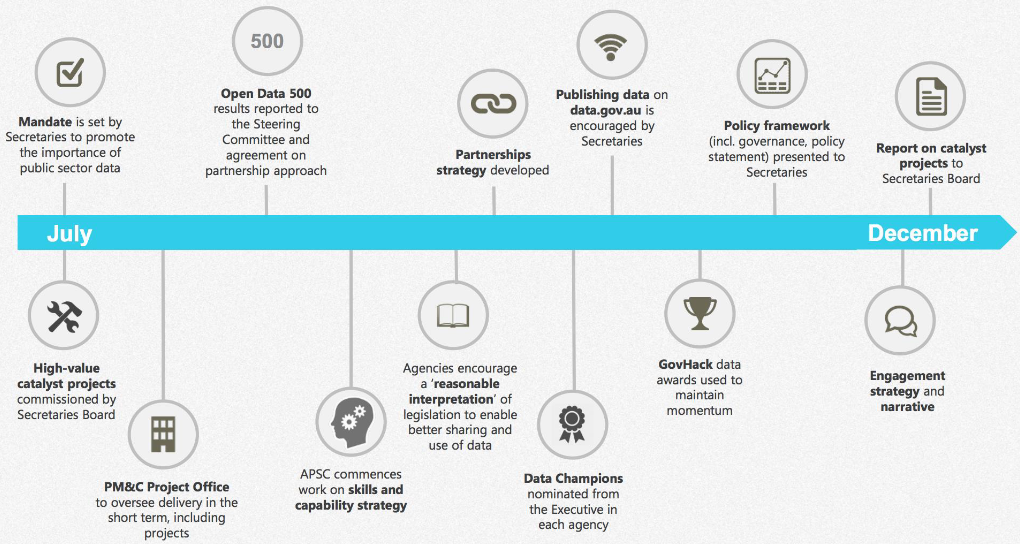 500
Open Data 500
results reported to
the Steering
Committee and
agreement on
partnership approach
Mandate is set by
Secretaries to promote
the importance of
public sector data
Partnerships
strategy developed
Publishing data on
data.gov.au is
encouraged by
Secretaries
Policy framework
(incl. governance, policy
statement) presented to
Secretaries
Report on catalyst
projects to
Secretaries Board
July
December
High-value
catalyst projects
commissioned by
Secretaries Board
PM&C Project Office
to oversee delivery in the
short term, including
projects
APSC commences
work on skills and
capability strategy
Agencies encourage
a ‘reasonable
interpretation’ of
legislation to enable
better sharing and
use of data
Data Champions
nominated from
the Executive in
each agency
GovHack data
awards used to
maintain
momentum
Engagement
strategy and
narrative